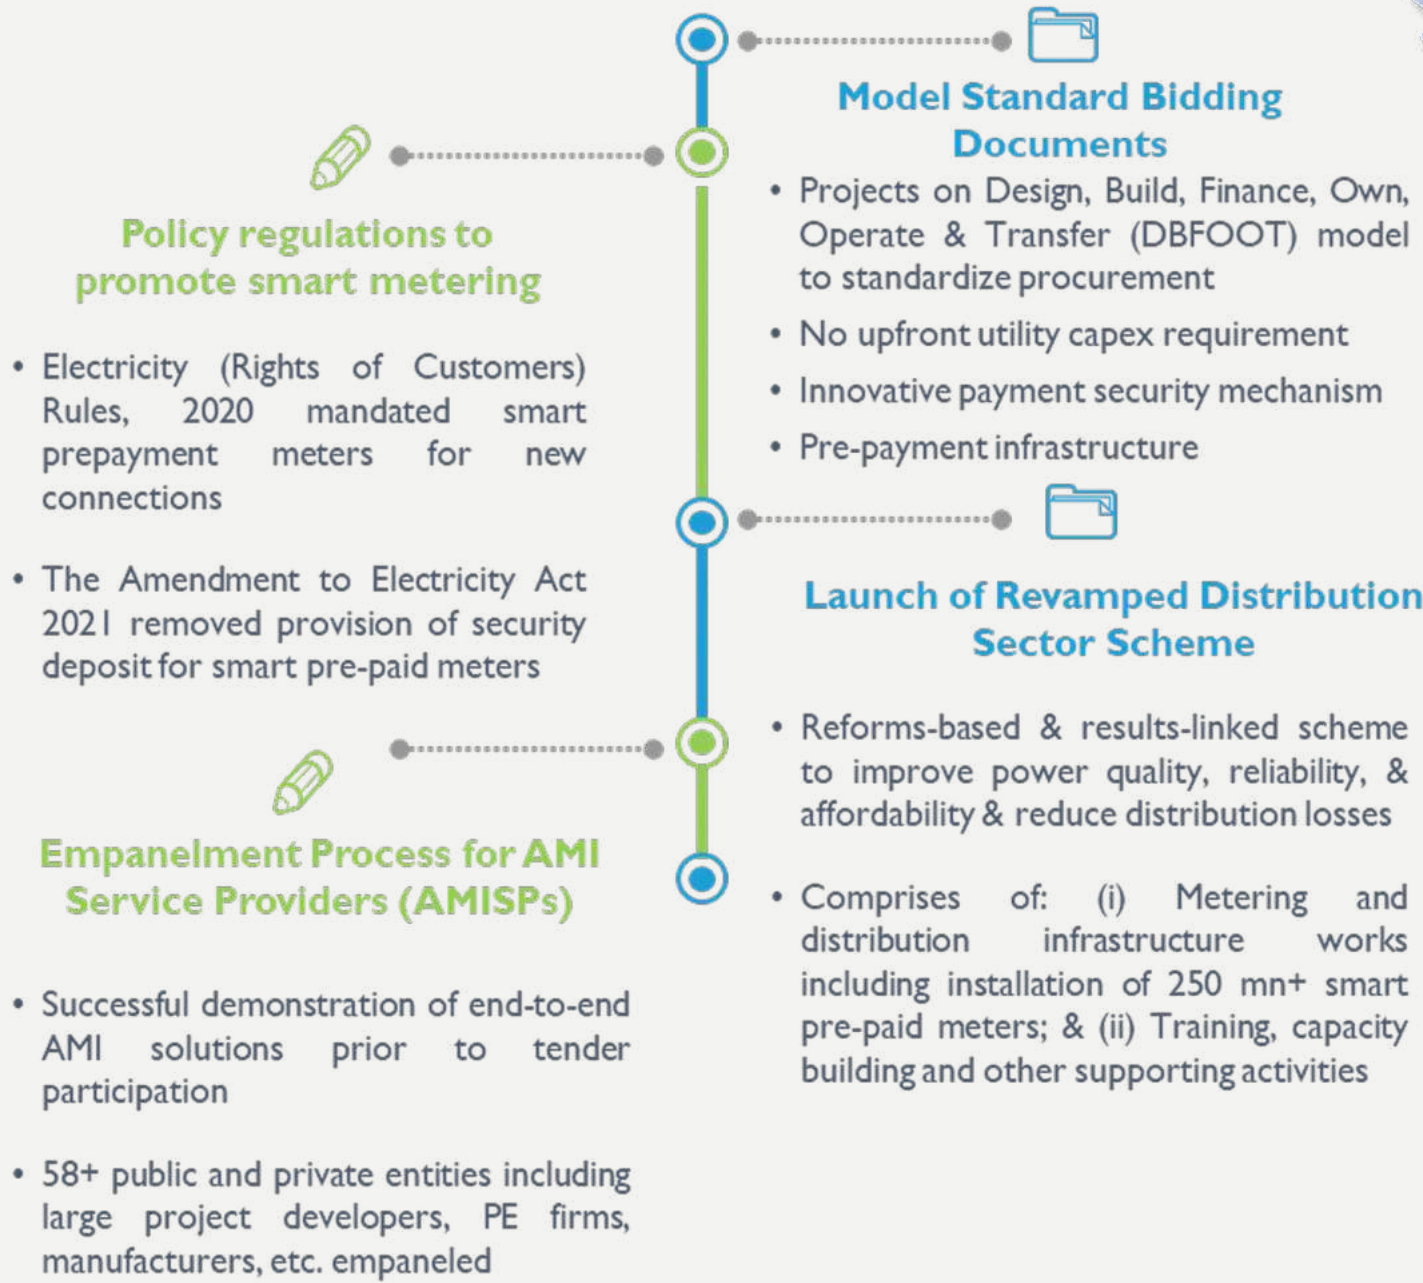 Model Standard Bidding
Documents
• Projects on Design, Build, Finance, Own,
Operate & Transfer (DBFOOT) model
to standardize procurement
• No upfront utility capex requirement
• Innovative payment security mechanism
• Pre-payment infrastructure
Policy regulations to
promote smart metering
• Electricity (Rights of Customers)
Rules, 2020 mandated smart
prepayment meters for new
connections
• The Amendment to Electricity Act
2021 removed provision of security
deposit for smart pre-paid meters
Launch of Revamped Distribution
Sector Scheme
• Reforms-based & results-linked scheme
to improve power quality, reliability, &
affordability & reduce distribution losses
• Comprises of: (i) Metering and
distribution infrastructure works
including installation of 250 mn+ smart
pre-paid meters; & (ii) Training, capacity
building and other supporting activities
Empanelment Process for AMI
Service Providers (AMISPs)
• Successful demonstration of end-to-end
AMI solutions prior to tender
participation
• 58+ public and private entities including
large project developers, PE firms,
manufacturers, etc. empaneled